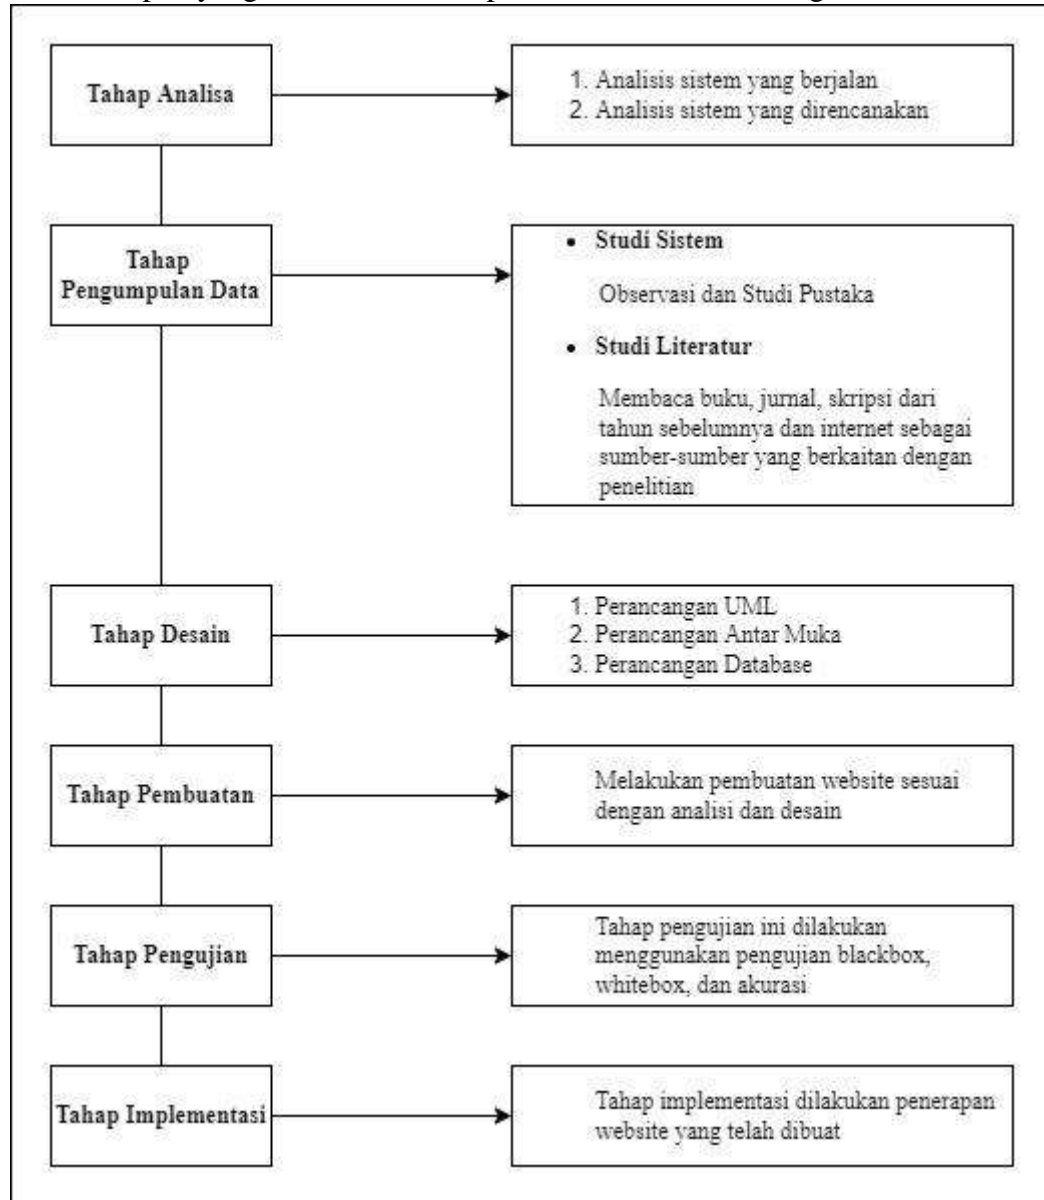 Tahap Analisa
1. Analisis sistem yang berjalan
2. Analisis sistem yang direncanakan
Tahap
Pengumpulan Data
• Studi Sistem
Observasi dan Studi Pustaka
• Studi Literatur
Membaca buku, jurnal, skripsi dari
tahun sebelumnya dan internet sebagai
sumber-sumber yang berkaitan dengan
penelitian
Tahap Desain
1. Perancangan UML
2. Perancangan Antar Muka
3. Perancangan Database
Tahap Pembuatan
Melakukan pembuatan website sesuai
dengan analisi dan desain
Tahap Pengujian
Tahap pengujian ini dilakukan
menggunakan pengujian blackbox,
whitebox, dan akurasi
Tahap Implementasi
Tahap implementasi dilakukan penerapan
website yang telah dibuat